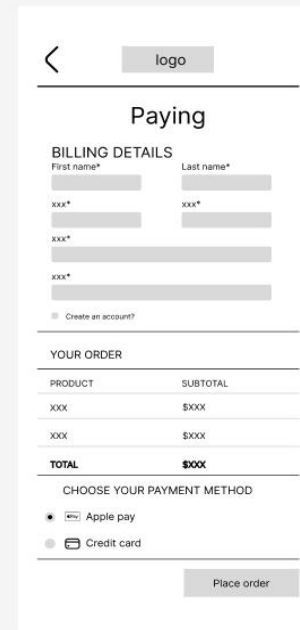 logo
Paying
BILLING DETAILS
First name* Last name*
xxx* xxx*
xxx*
xxx*
Create an account?
YOUR ORDER
PRODUCT SUBTOTAL
XXX $XXX
XXX $XXX
TOTAL $XXX
CHOOSE YOUR PAYMENT METHOD
Apple pay
Credit card
Place order